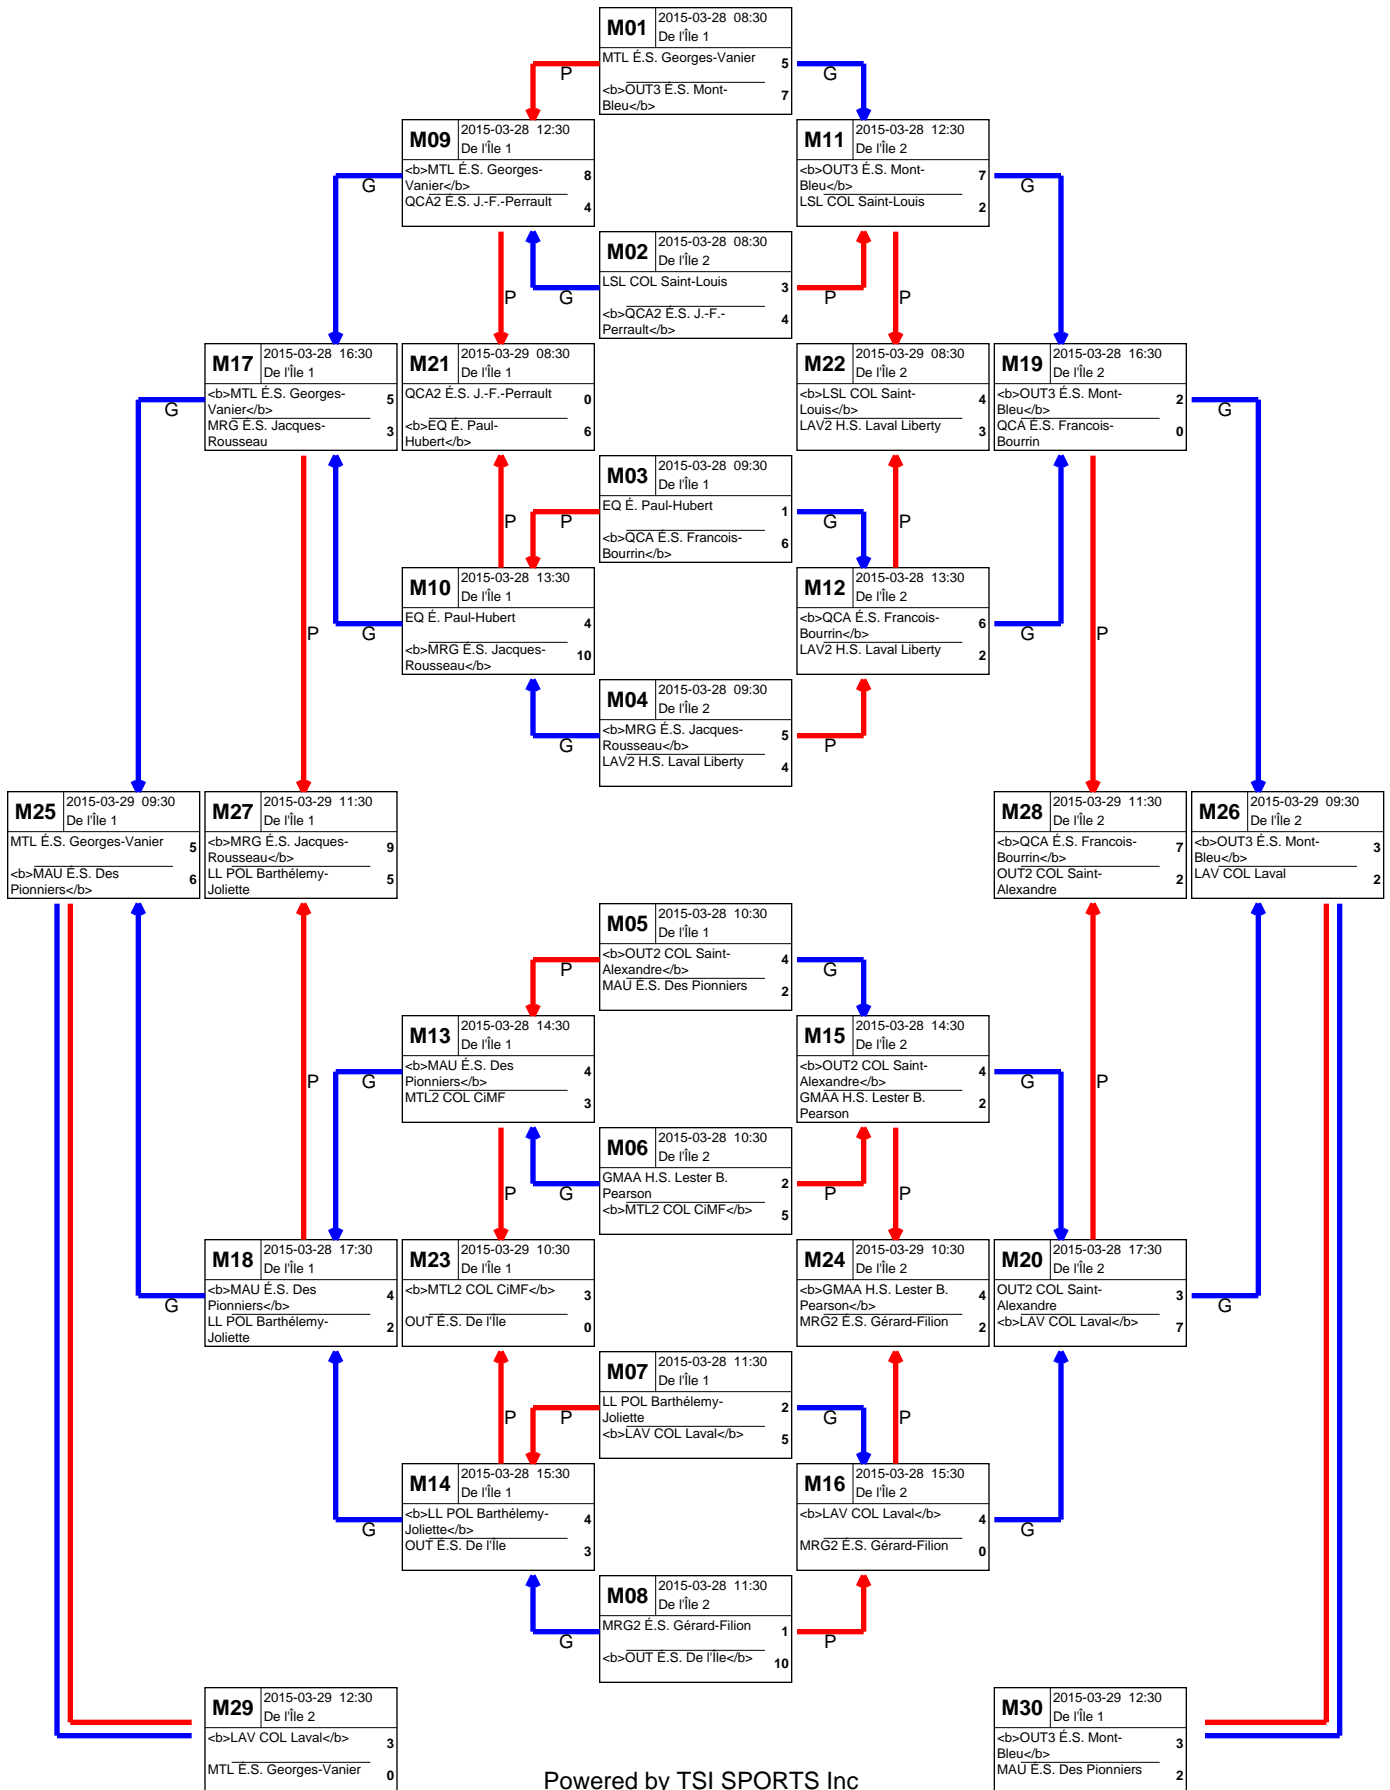 M01
2015-03-28 08:30
De l'Île 1
MTL É.S. Georges-Vanier
5
<b>OUT3 É.S. Mont-
Bleu</b>
7
P
G
M09
2015-03-28 12:30
De l'Île 1
<b>MTL É.S. Georges-
Vanier</b>
8
QCA2 É.S. J.-F.-Perrault
4
M11
2015-03-28 12:30
De l'Île 2
<b>OUT3 É.S. Mont-
Bleu</b>
7
LSL COL Saint-Louis
2
G
G
M02
2015-03-28 08:30
De l'Île 2
LSL COL Saint-Louis
3
<b>QCA2 É.S. J.-F.-
Perrault</b>
4
P
G
P
P
M17
2015-03-28 16:30
De l'Île 1
<b>MTL É.S. Georges-
Vanier</b>
5
MRG É.S. Jacques-
Rousseau
3
M21
2015-03-29 08:30
De l'Île 1
QCA2 É.S. J.-F.-Perrault
0
<b>EQ É. Paul-
Hubert</b>
6
M22
2015-03-29 08:30
De l'Île 2
<b>LSL COL Saint-
Louis</b>
4
LAV2 H.S. Laval Liberty
3
M19
2015-03-28 16:30
De l'Île 2
<b>OUT3 É.S. Mont-
Bleu</b>
2
QCA É.S. Francois-
Bourrin
0
G
G
M03
2015-03-28 09:30
De l'Île 1
EQ É. Paul-Hubert
1
<b>QCA É.S. Francois-
Bourrin</b>
6
P
P
G
P
M10
2015-03-28 13:30
De l'Île 1
EQ É. Paul-Hubert
4
<b>MRG É.S. Jacques-
Rousseau</b>
10
M12
2015-03-28 13:30
De l'Île 2
<b>QCA É.S. Francois-
Bourrin</b>
6
LAV2 H.S. Laval Liberty
2
P
G
G
P
M04
2015-03-28 09:30
De l'Île 2
<b>MRG É.S. Jacques-
Rousseau</b>
5
LAV2 H.S. Laval Liberty
4
G
P
M25
2015-03-29 09:30
De l'Île 1
MTL É.S. Georges-Vanier
5
<b>MAU É.S. Des
Pionniers</b>
6
M27
2015-03-29 11:30
De l'Île 1
<b>MRG É.S. Jacques-
Rousseau</b>
9
LL POL Barthélemy-
Joliette
5
M28
2015-03-29 11:30
De l'Île 2
<b>QCA É.S. Francois-
Bourrin</b>
7
OUT2 COL Saint-
Alexandre
2
M26
2015-03-29 09:30
De l'Île 2
<b>OUT3 É.S. Mont-
Bleu</b>
3
LAV COL Laval
2
M05
2015-03-28 10:30
De l'Île 1
<b>OUT2 COL Saint-
Alexandre</b>
4
MAU É.S. Des Pionniers
2
P
G
M13
2015-03-28 14:30
De l'Île 1
<b>MAU É.S. Des
Pionniers</b>
4
MTL2 COL CiMF
3
M15
2015-03-28 14:30
De l'Île 2
<b>OUT2 COL Saint-
Alexandre</b>
4
GMAA H.S. Lester B.
Pearson
2
P
G
G
P
M06
2015-03-28 10:30
De l'Île 2
GMAA H.S. Lester B.
Pearson
2
<b>MTL2 COL CiMF</b>
5
P
G
P
P
M18
2015-03-28 17:30
De l'Île 1
<b>MAU É.S. Des
Pionniers</b>
4
LL POL Barthélemy-
Joliette
2
M23
2015-03-29 10:30
De l'Île 1
<b>MTL2 COL CiMF</b>
3
OUT É.S. De l'Île
0
M24
2015-03-29 10:30
De l'Île 2
<b>GMAA H.S. Lester B.
Pearson</b>
4
MRG2 É.S. Gérard-Filion
2
M20
2015-03-28 17:30
De l'Île 2
OUT2 COL Saint-
Alexandre
3
<b>LAV COL Laval</b>
7
G
G
M07
2015-03-28 11:30
De l'Île 1
LL POL Barthélemy-
Joliette
2
<b>LAV COL Laval</b>
5
P
P
G
P
M14
2015-03-28 15:30
De l'Île 1
<b>LL POL Barthélemy-
Joliette</b>
4
OUT É.S. De l'Île
3
M16
2015-03-28 15:30
De l'Île 2
<b>LAV COL Laval</b>
4
MRG2 É.S. Gérard-Filion
0
G
G
M08
2015-03-28 11:30
De l'Île 2
MRG2 É.S. Gérard-Filion
1
<b>OUT É.S. De l'Île</b>
10
G
P
M29
2015-03-29 12:30
De l'Île 2
<b>LAV COL Laval</b>
3
MTL É.S. Georges-Vanier
0
M30
2015-03-29 12:30
De l'Île 1
<b>OUT3 É.S. Mont-
Bleu</b>
3
MAU É.S. Des Pionniers
2
Powered by TSI SPORTS Inc